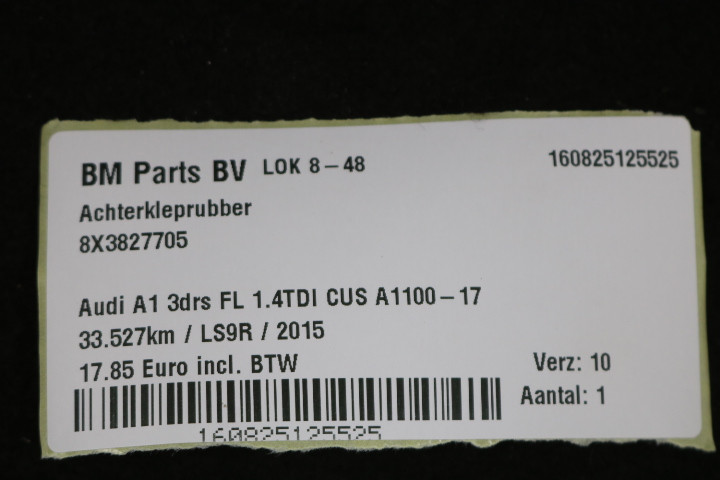 BM Parts BV LOK 8-48 160825125525
Achterkleprubber
8X3827705
Audi A1 3drs FL 1.4TDI CUS A1100-17
33.527km / LS9R / 2015
17.85 Euro incl. BTW Verz: 10
Aantal: 1
160825125525